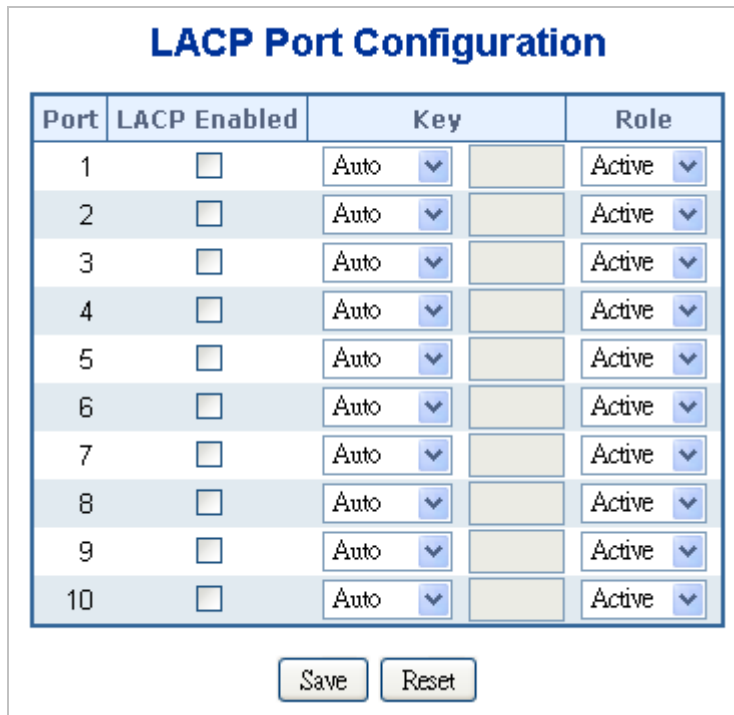 LACP Port Configuration
Port LACP Enabled Key Role
1 Auto Active
2 Auto Active
3 Auto Active
4 Auto Active
5 Auto Active
6 Auto Active
7 Auto Active
8 Auto Active
9 Auto Active
10 Auto Active
Save Reset